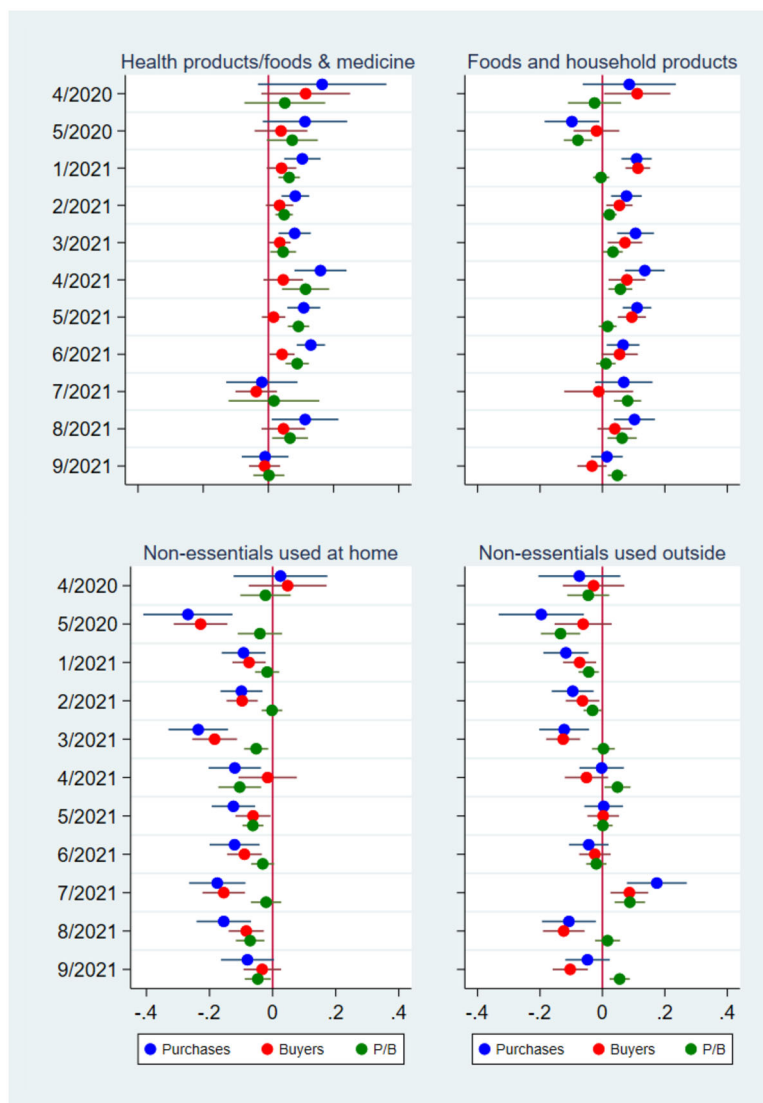 Health products/foods & medicine
Foods and household products
4/2020
5/2020
1/2021
2/2021
3/2021
4/2021
5/2021
6/2021
7/2021
8/2021
9/2021
Non-essentials used at home
Non-essentials used outside
4/2020
5/2020
1/2021
2/2021
3/2021
4/2021
5/2021
6/2021
7/2021
8/2021
9/2021
-.4 -.2 0 .2 .4
-.4 -.2 0 .2 .4
Purchases Buyers P/B
Purchases Buyers P/B